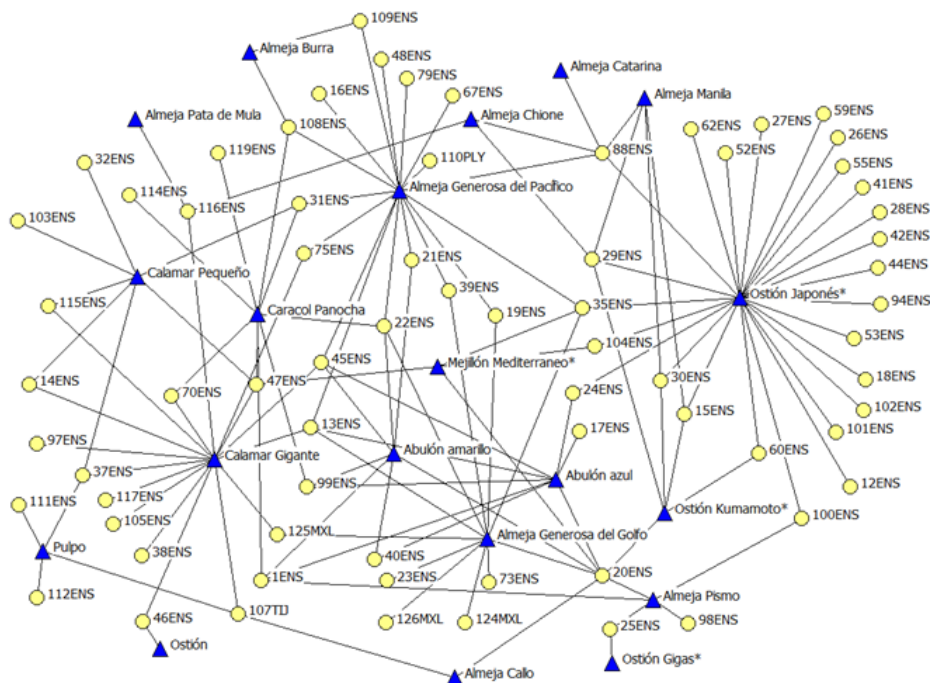 109ENS
Almeja Burra
48ENS
Almeja Catarina
79ENS
16ENS
67ENS
Almeja Manila
59ENS
Almeja Pata de Mula
Almeja Chione
62ENS
27ENS
108ENS
26ENS
119ENS
88ENS
52ENS
32ENS
110PLY
55ENS
114ENS
Almeja Generosa del Pacífico
41ENS
116ENS
31ENS
28ENS
103ENS
42ENS
75ENS
21ENS
29ENS
44ENS
Calamar Pequeño
39ENS
Ostión Japonés*
115ENS
Caracol Panocha
19ENS
35ENS
94ENS
22ENS
53ENS
104ENS
45ENS
Mejillón Mediterraneo*
14ENS
70ENS
47ENS
24ENS
30ENS
18ENS
15ENS
102ENS
13ENS
17ENS
101ENS
97ENS
Calamar Gigante
Abulón amarillo
60ENS
37ENS
99ENS
Abulón azul
12ENS
111ENS
117ENS
105ENS
Ostión Kumamoto*
100ENS
125MXL
Almeja Generosa del Golfo
Pulpo
38ENS
40ENS
1ENS
23ENS
73ENS
20ENS
112ENS
Almeja Pismo
107TIJ
46ENS
126MXL
124MXL
25ENS
98ENS
Ostión
Ostión Gigas*
Almeja Callo